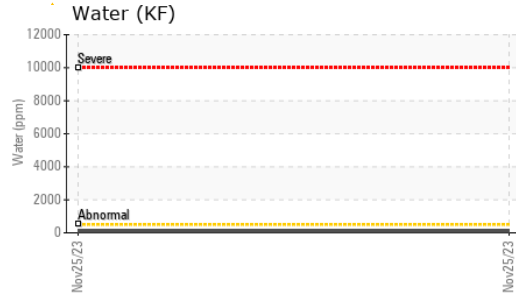 Water (KF)
12000
Severe
10000
8000
Water (ppm)
6000
4000
2000
Abnormal
0
Nov25/23
Nov25/23